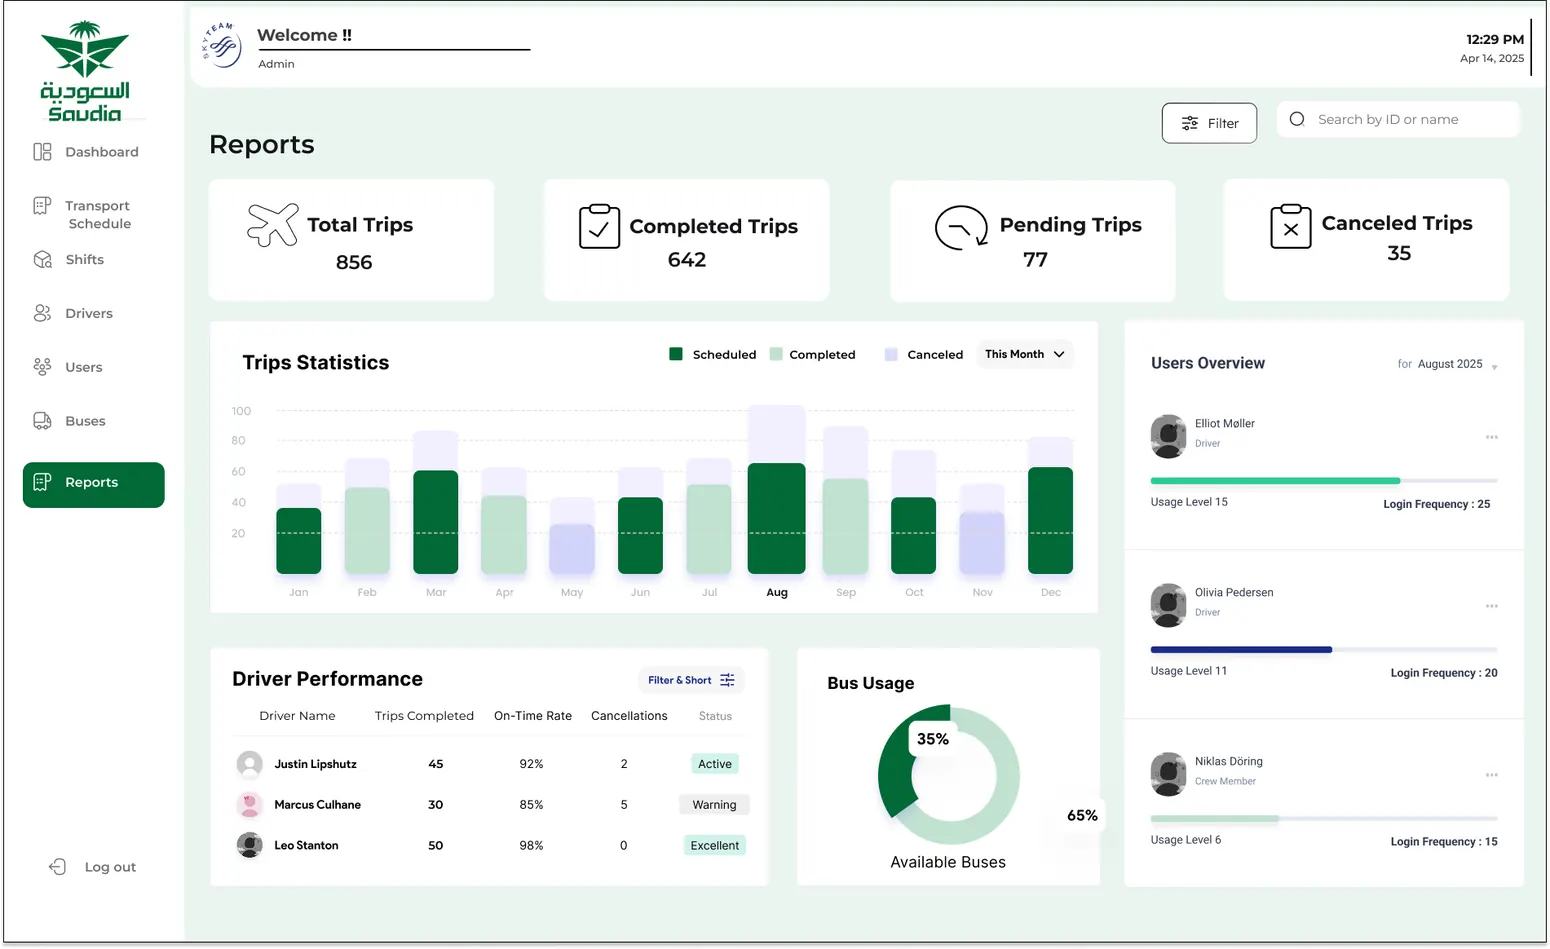 السعودية
Saudia
Dashboard
Transport
Schedule
Shifts
Drivers
Users
Buses
Reports
Log out
SKYTEAM
Welcome !!
Admin
12:29 PM
Apr 14, 2025
Reports
Filter
Search by ID or name
Total Trips
856
Completed Trips
642
Pending Trips
77
Canceled Trips
35
Trips Statistics
Scheduled Completed Canceled This Month
100
80
60
40
20
Jan Feb Mar Apr May Jun Jul Aug Sep Oct Nov Dec
Users Overview for August 2025
Elliot Møller
Driver
Usage Level 15 Login Frequency : 25
Olivia Pedersen
Driver
Usage Level 11 Login Frequency : 20
Niklas Döring
Crew Member
Usage Level 6 Login Frequency : 15
Driver Performance Filter & Short
Driver Name Trips Completed On-Time Rate Cancellations Status
Justin Lipshutz 45 92% 2 Active
Marcus Culhane 30 85% 5 Warning
Leo Stanton 50 98% 0 Excellent
Bus Usage
35%
65%
Available Buses